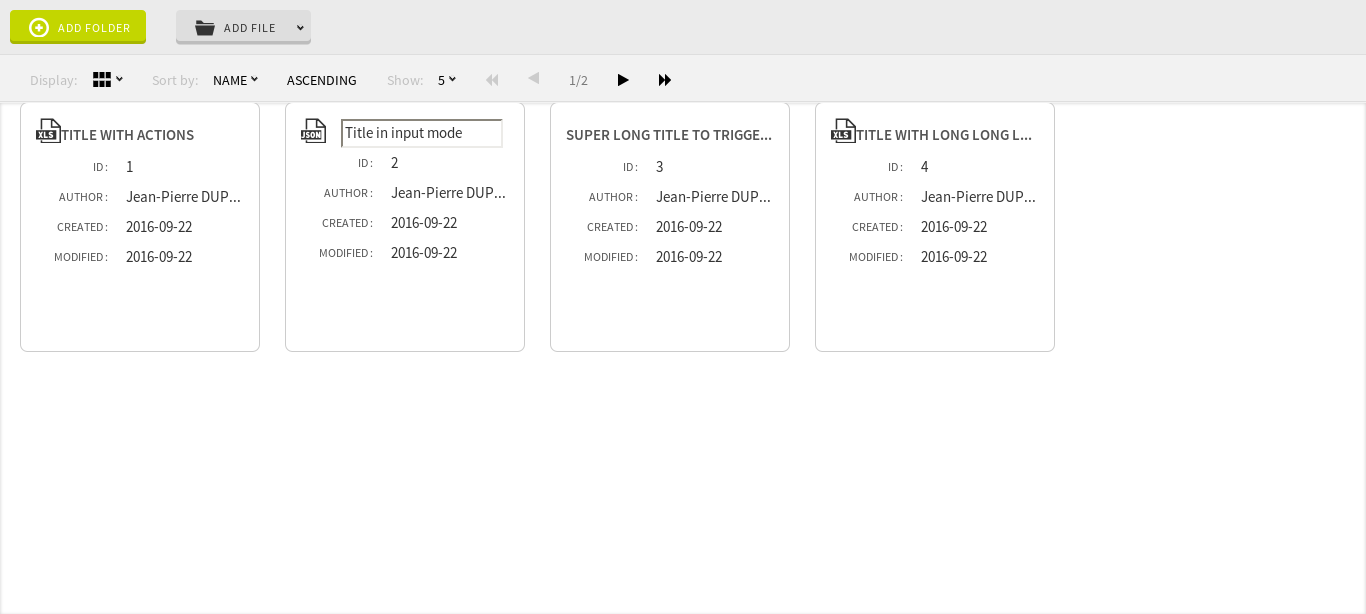 ADD FOLDER
ADD FILE
Display:
Sort by: NAME ASCENDING
Show: 5
1/2
XLS TITLE WITH ACTIONS
ID : 1
AUTHOR : Jean-Pierre DUP...
CREATED : 2016-09-22
MODIFIED : 2016-09-22
JSON Title in input mode
ID : 2
AUTHOR : Jean-Pierre DUP...
CREATED : 2016-09-22
MODIFIED : 2016-09-22
SUPER LONG TITLE TO TRIGGE...
ID : 3
AUTHOR : Jean-Pierre DUP...
CREATED : 2016-09-22
MODIFIED : 2016-09-22
XLS TITLE WITH LONG LONG L...
ID : 4
AUTHOR : Jean-Pierre DUP...
CREATED : 2016-09-22
MODIFIED : 2016-09-22